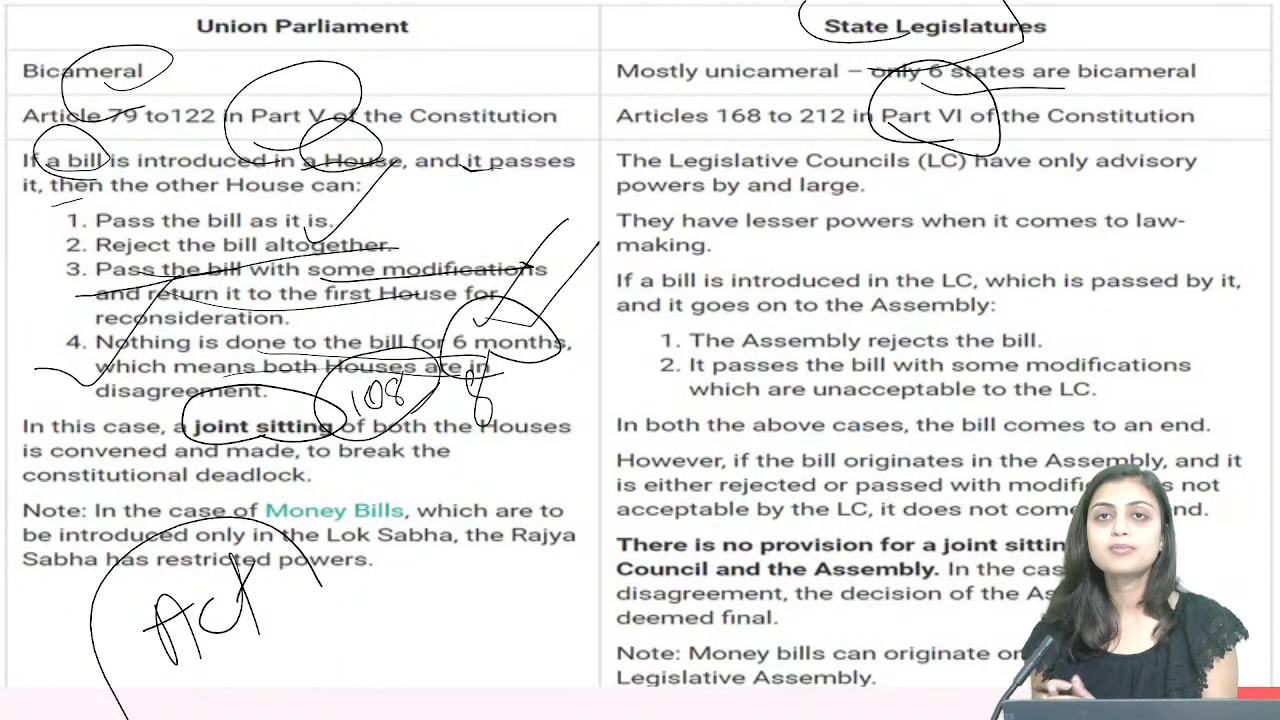 Union Parliament
Bicameral
Article 79 to122 in Part V of the Constitution
If a bill is introduced in a House, and it passes
it, then the other House can:
1. Pass the bill as it is.
2. Reject the bill altogether.
3. Pass the bill with some modifications
and return it to the first House for
reconsideration.
4. Nothing is done to the bill for 6 months,
which means both Houses are in
disagreement.
108
8
In this case, a joint sitting of both the Houses
is convened and made, to break the
constitutional deadlock.
Note: In the case of Money Bills, which are to
be introduced only in the Lok Sabha, the Rajya
Sabha has restricted powers.
Act
State Legislatures
Mostly unicameral – only 6 states are bicameral
Articles 168 to 212 in Part VI of the Constitution
The Legislative Councils (LC) have only advisory
powers by and large.
They have lesser powers when it comes to law-
making.
If a bill is introduced in the LC, which is passed by it,
and it goes on to the Assembly:
1. The Assembly rejects the bill.
2. It passes the bill with some modifications
which are unacceptable to the LC.
In both the above cases, the bill comes to an end.
However, if the bill originates in the Assembly, and it
is either rejected or passed with not
acceptable by the LC, it does not
There is no provision for a joint
Council and the Assembly. In the
disagreement, the decision of the
deemed final.
Note: Money bills can originate
Legislative Assembly.